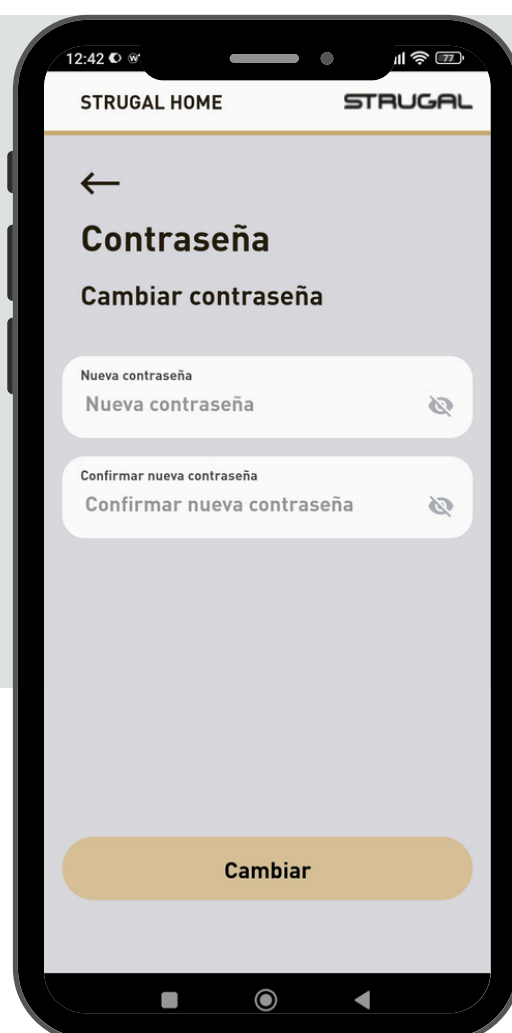 12:42
77
STRUGAL HOME
STRUGAL
Contraseña
Cambiar contraseña
Nueva contraseña
Nueva contraseña
Confirmar nueva contraseña
Confirmar nueva contraseña
Cambiar